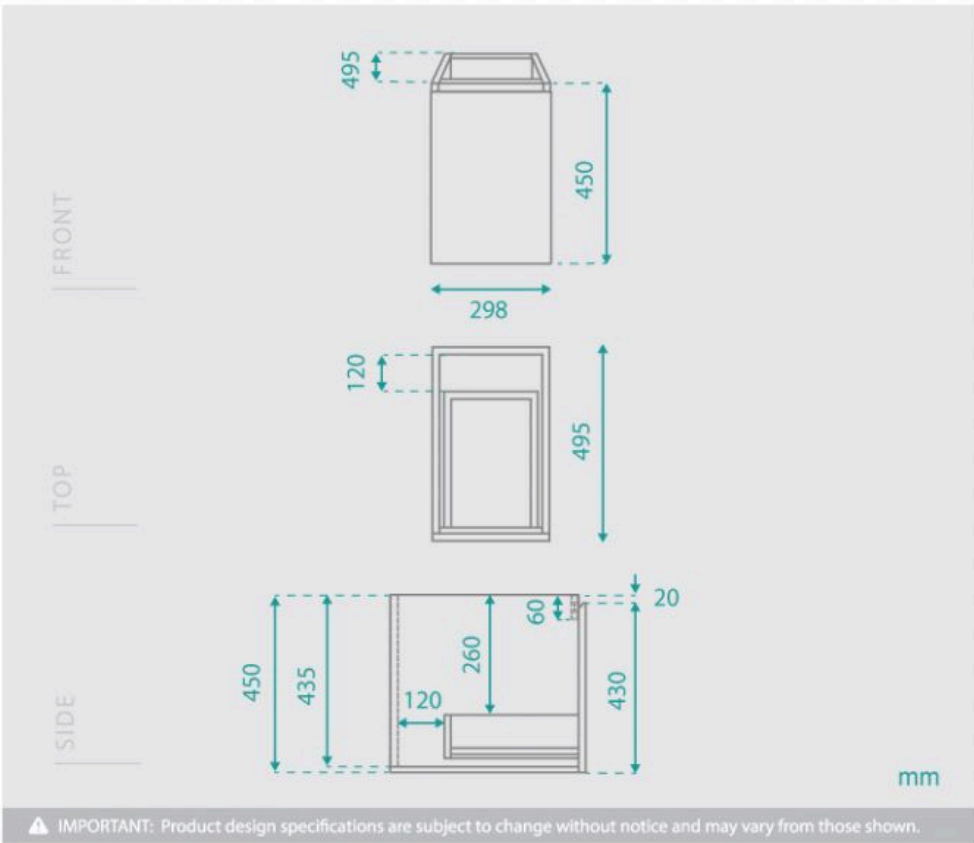 495
450
FRONT
298
120
495
TOP
20
60
260
450
435
430
120
SIDE
mm
IMPORTANT: Product design specifications are subject to change without notice and may vary from those shown.